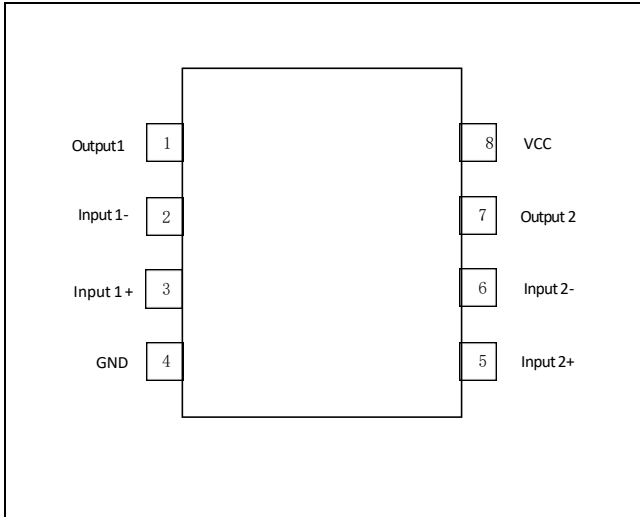 Output1 1 8 VCC
Input 1- 2 7 Output 2
Input 1+ 3 6 Input 2-
GND 4 5 Input 2+